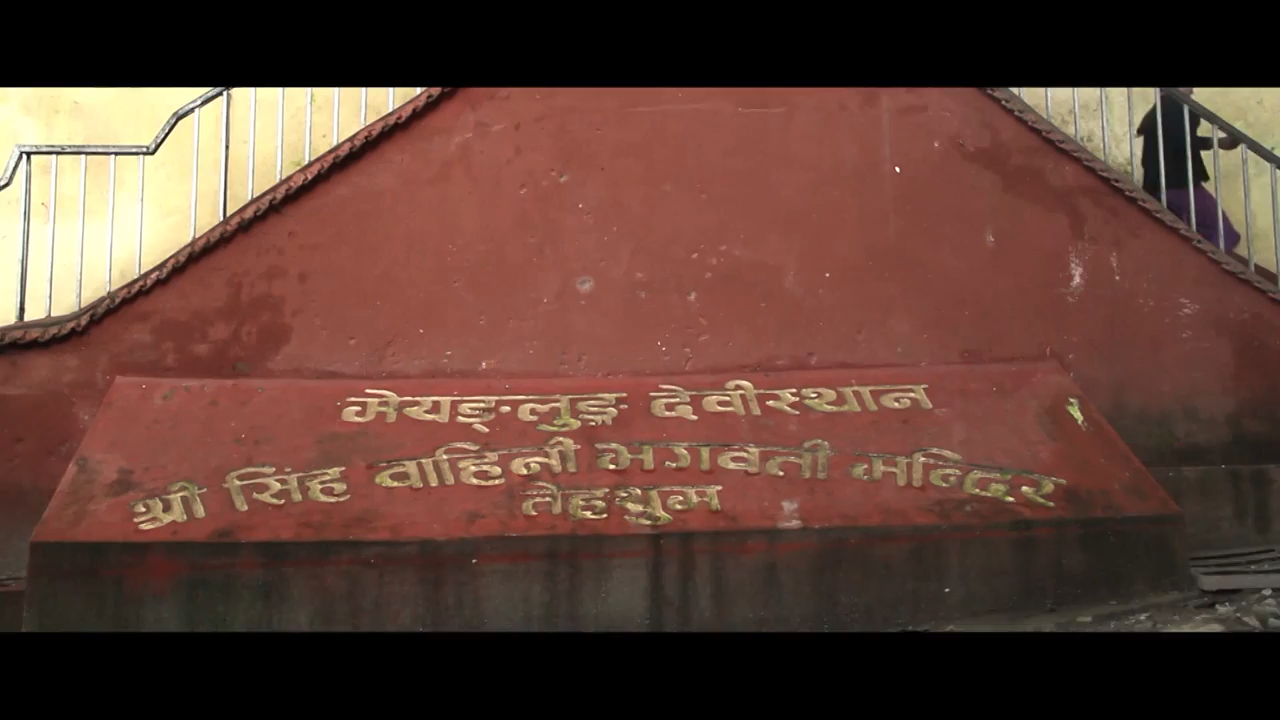 मेयङ्लुङ्ग देवीस्थान
श्री सिंह वाहिनी भगवती मन्दिर
तेह्रथुम